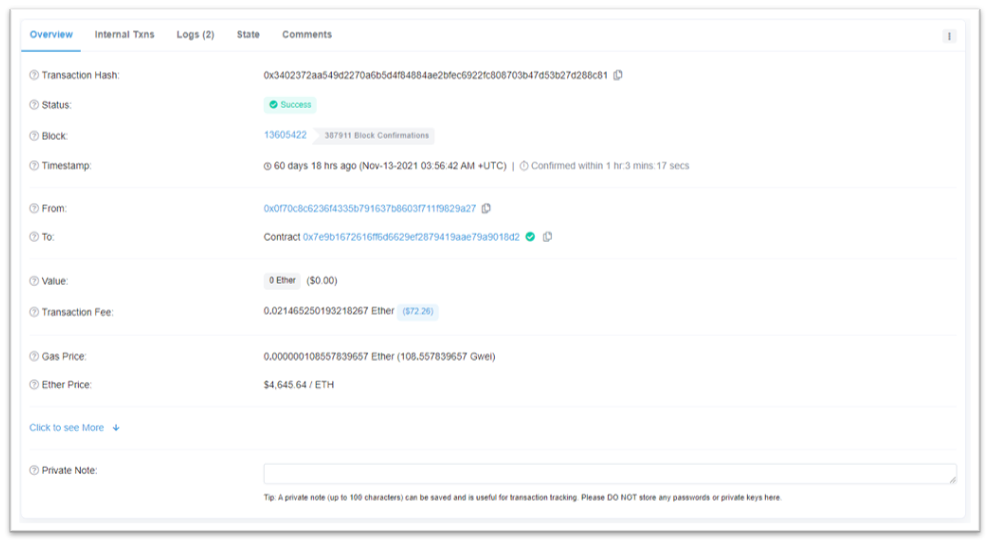 Overview Internal Txns Logs (2) State Comments
Transaction Hash: 0x3402372aa549d2270a6b5d4f84884ae2bfec6922fc808703b47d53b27d288c81
Status: Success
Block: 13605422 387911 Block Confirmations
Timestamp: 60 days 18 hrs ago (Nov-13-2021 03:56:42 AM +UTC) | Confirmed within 1 hr:3 mins:17 secs
From: 0x0f70c8c6236f4335b791637b8603f711f9829a27
To: Contract 0x7e9b1672616ff6d6629ef2879419aae79a9018d2
Value: 0 Ether ($0.00)
Transaction Fee: 0.021465250193218267 Ether ($72.26)
Gas Price: 0.000000108557839657 Ether (108.557839657 Gwei)
Ether Price: $4,645.64 / ETH
Click to see More
Private Note:
Tip: A private note (up to 100 characters) can be saved and is useful for transaction tracking. Please DO NOT store any passwords or private keys here.